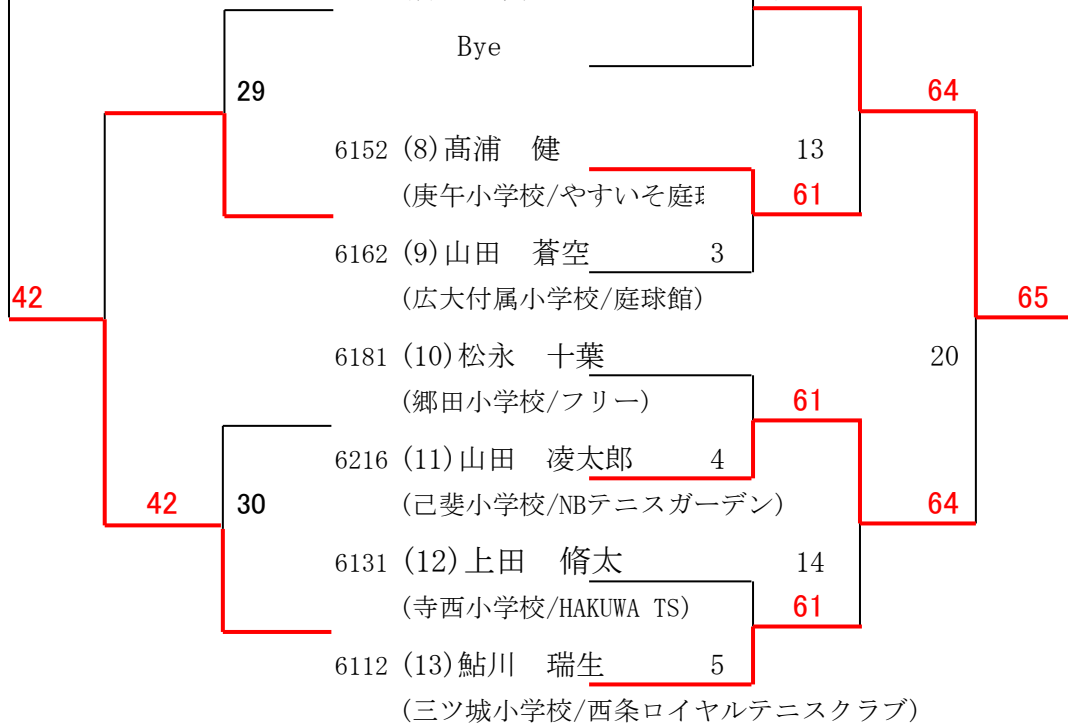 Bye
29
64
6152 (8)髙浦 健
13
(庚午小学校/やすいそ庭球
61
6162 (9)山田 蒼空
3
(広大付属小学校/庭球館)
42
65
6181 (10)松永 十葉
20
(郷田小学校/フリー)
61
6216 (11)山田 凌太郎
4
42
30
(己斐小学校/NBテニスガーデン)
64
6131 (12)上田 脩太
14
(寺西小学校/HAKUWA TS)
61
6112 (13)鮎川 瑞生
5
(三ツ城小学校/西条ロイヤルテニスクラブ)